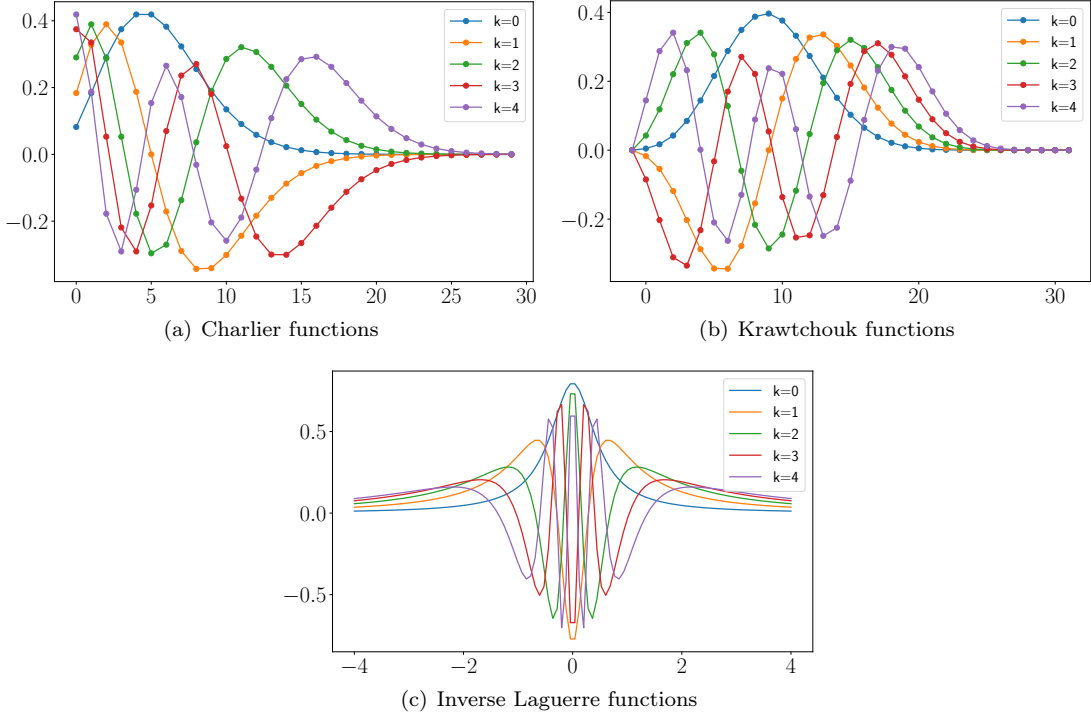 0.4
0.2
0.0
−0.2
0 5 10 15 20 25 30
k=0
k=1
k=2
k=3
k=4
(a) Charlier functions
0.4
0.2
0.0
−0.2
0 10 20 30
k=0
k=1
k=2
k=3
k=4
(b) Krawtchouk functions
0.5
0.0
−0.5
−4 −2 0 2 4
k=0
k=1
k=2
k=3
k=4
(c) Inverse Laguerre functions